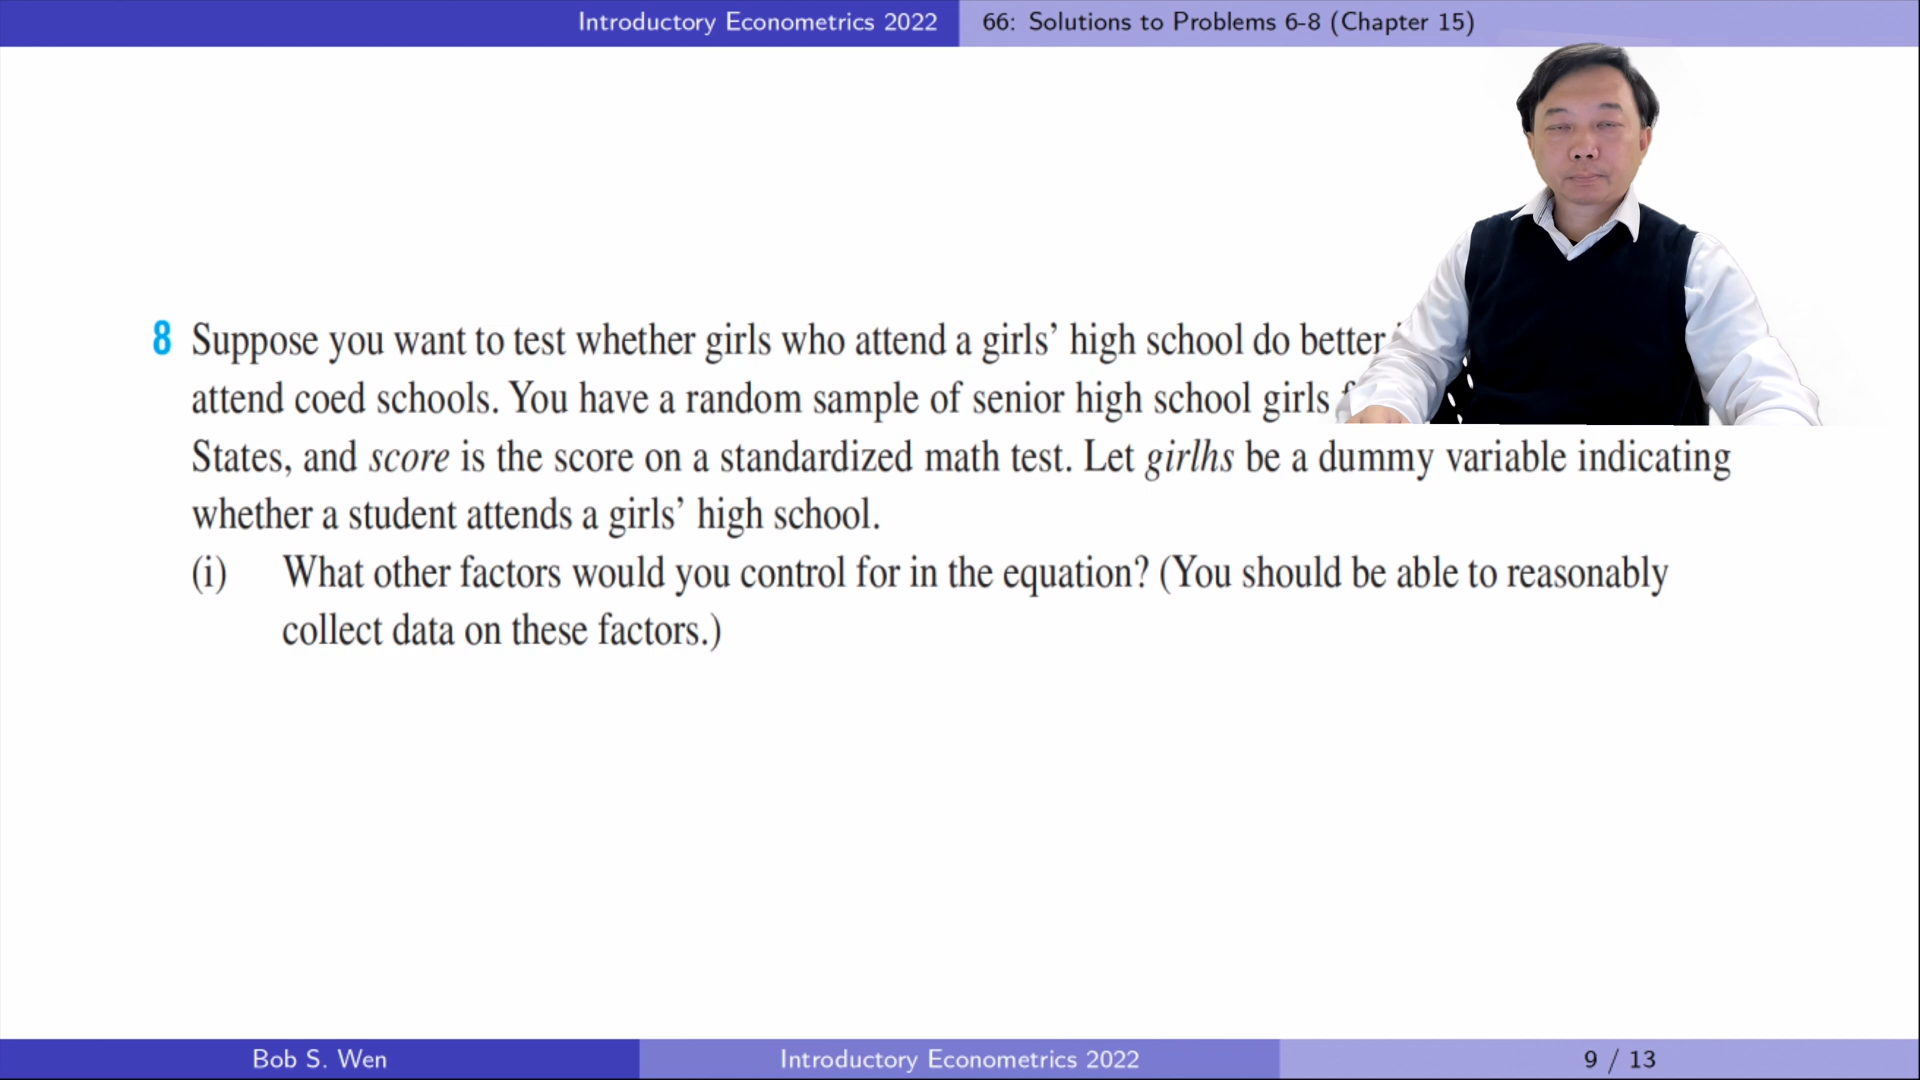 Introductory Econometrics 2022
66: Solutions to Problems 6-8 (Chapter 15)
8 Suppose you want to test whether girls who attend a girls' high school do better
attend coed schools. You have a random sample of senior high school girls
States, and score is the score on a standardized math test. Let girlhs be a dummy variable indicating
whether a student attends a girls' high school.
(i) What other factors would you control for in the equation? (You should be able to reasonably
collect data on these factors.)
Bob S. Wen
Introductory Econometrics 2022
9 / 13